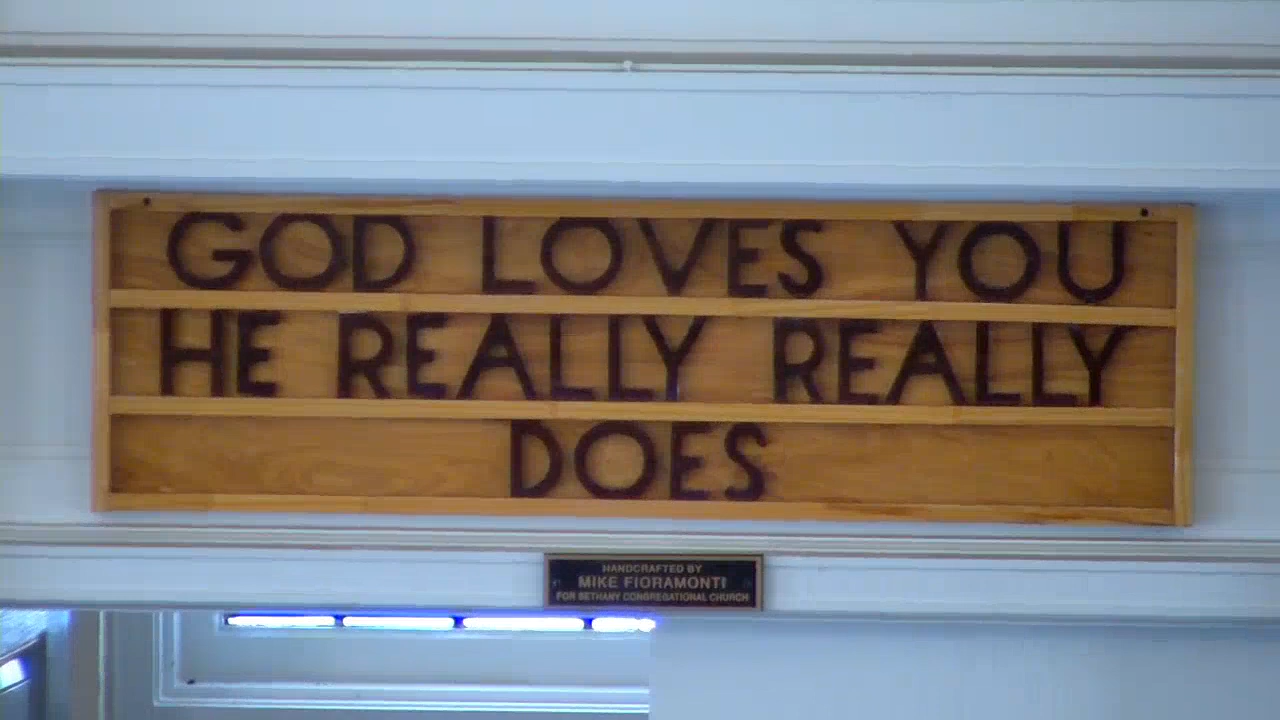 GOD LOVES YOU
HE REALLY REALLY
DOES
HANDCRAFTED BY
MIKE FIORAMONTI
FOR BETHANY CONGREGATIONAL CHURCH